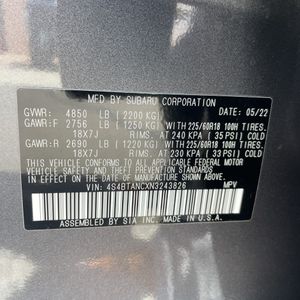 MFD BY SUBARU CORPORATION 05/22
GVWR: 4850 LB (2200 KG)
GAWR:F 2756 LB (1250 KG) WITH 225/60R18 100H TIRES.
18X7J RIMS. AT 240 KPA (35 PSI) COLD
GAWR:R 2690 LB (1220 KG) WITH 225/60R18 100H TIRES.
18X7J RIMS. AT 230 KPA (33 PSI) COLD
THIS VEHICLE CONFORMS TO ALL APPLICABLE FEDERAL MOTOR
VEHICLE SAFETY, BUMPER, AND THEFT PREVENTION STANDARDS
IN EFFECT ON THE DATE OF MANUFACTURE SHOWN ABOVE.
VIN: 4S4BTANCXN3243826 MPV
ASSEMBLED BY SIA INC. MADE IN U.S.A.